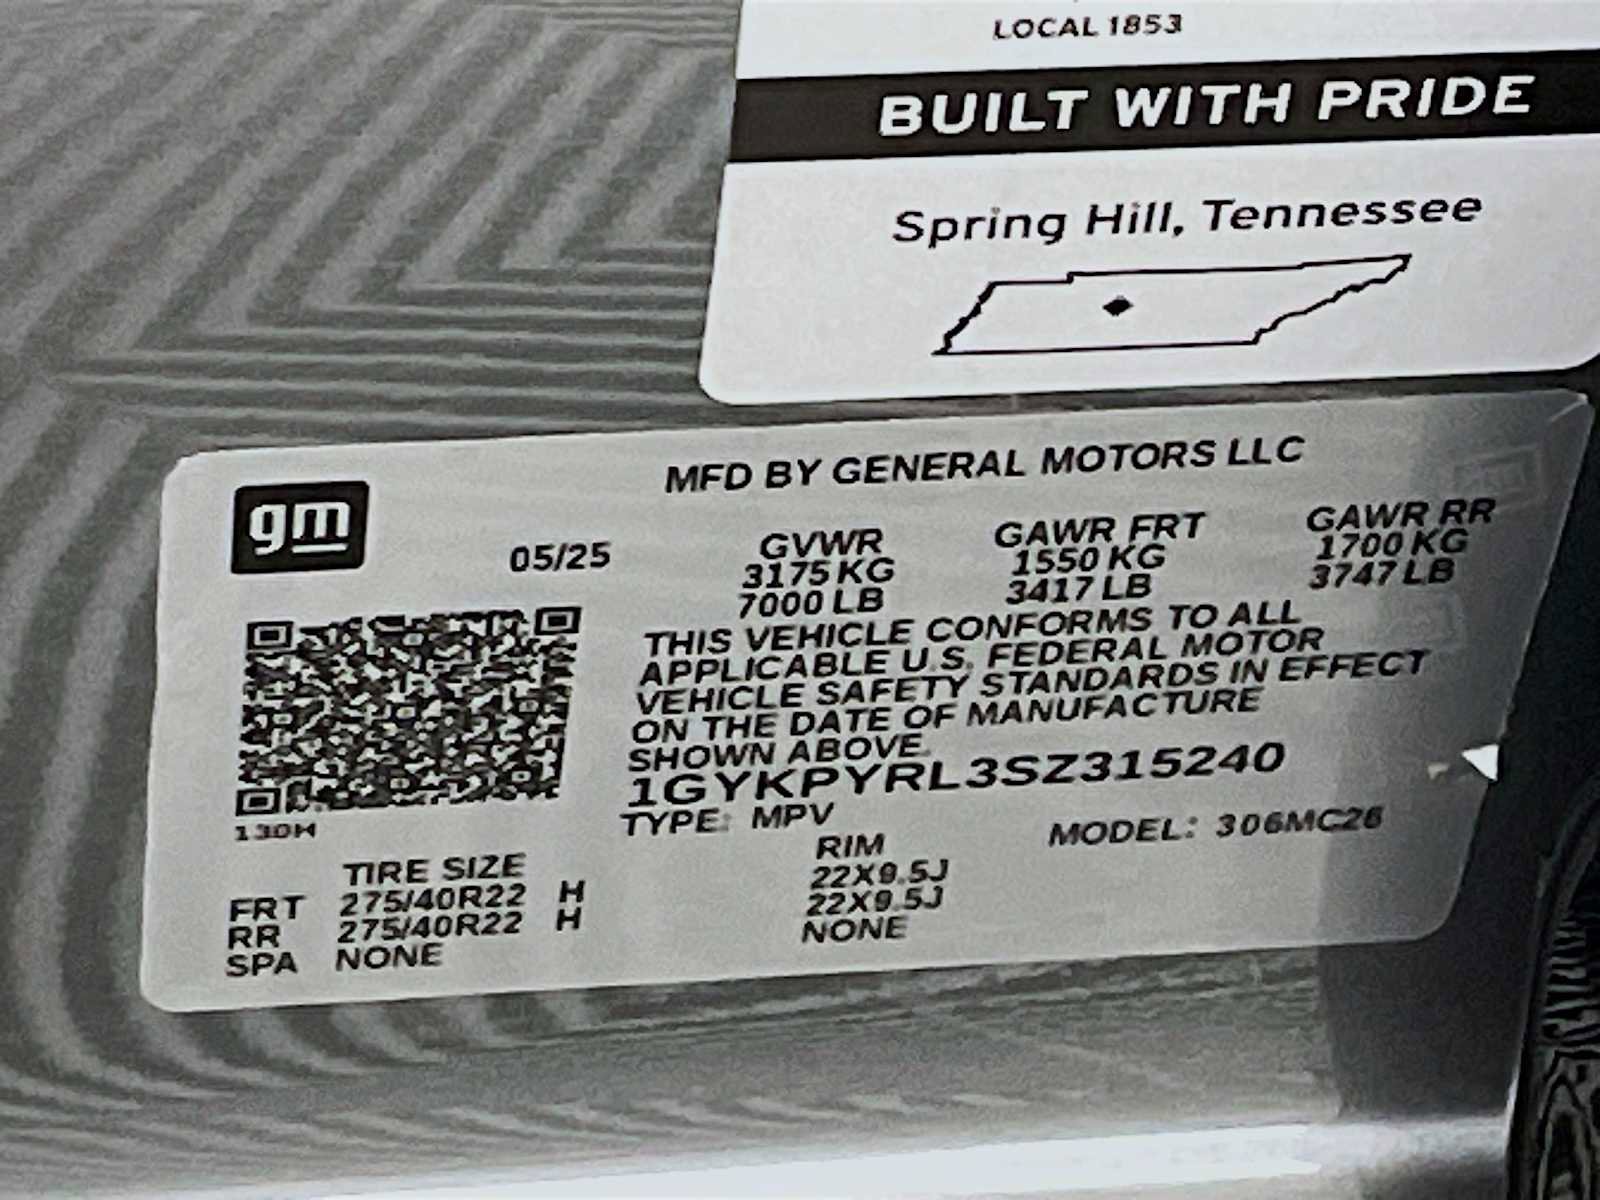 LOCAL 1853
BUILT WITH PRIDE
Spring Hill, Tennessee
gm
MFD BY GENERAL MOTORS LLC
05/25
GVWR
3175 KG
7000 LB
GAWR FRT
1550 KG
3417 LB
GAWR RR
1700 KG
3747 LB
THIS VEHICLE CONFORMS TO ALL
APPLICABLE U.S. FEDERAL MOTOR
VEHICLE SAFETY STANDARDS IN EFFECT
ON THE DATE OF MANUFACTURE
SHOWN ABOVE.
1GYKPYRL3SZ315240
130H
TYPE: MPV
MODEL: 306MC26
TIRE SIZE RIM
FRT 275/40R22 H 22X9.5J
RR 275/40R22 H 22X9.5J
SPA NONE NONE